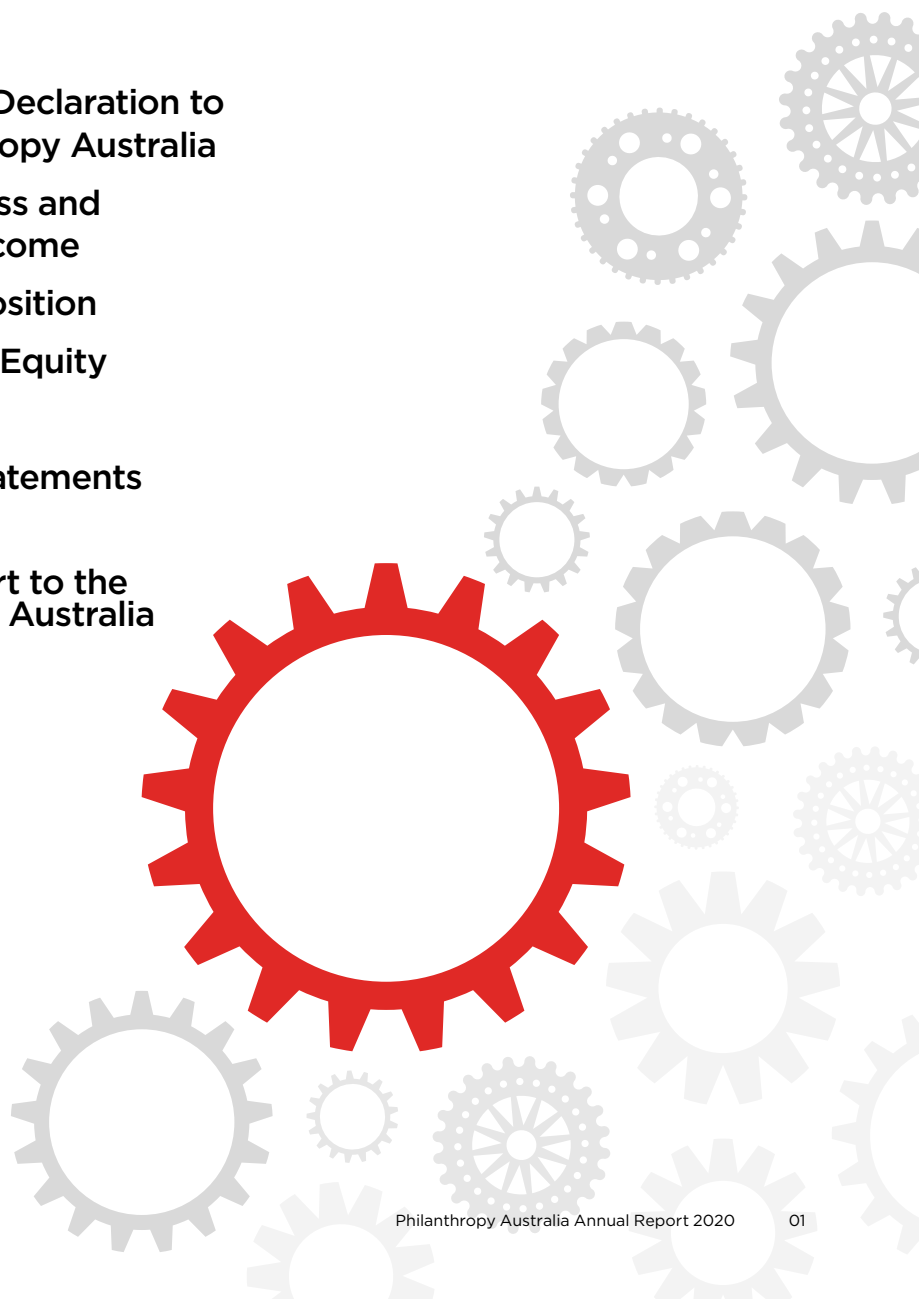 Declaration to
opy Australia
ss and
come
osition
Equity
atements
rt to the
Australia
Philanthropy Australia Annual Report 2020 01